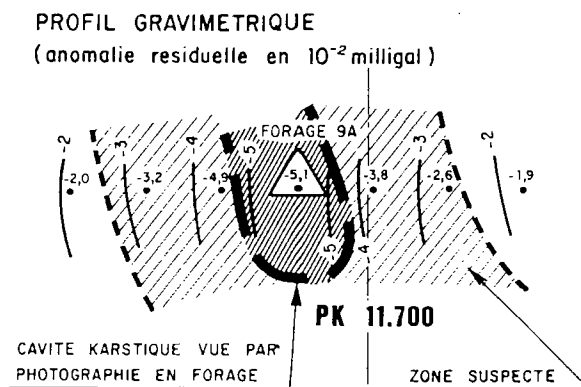 PROFIL GRAVIMETRIQUE
(anomalie residuelle en 10⁻² milligal)
FORAGE 9A
-2
-3
-4
-5
-5
-4
-3
-2
-2,0
-3,2
-4,9
-5,1
-3,8
-2,6
-1,9
PK 11.700
CAVITE KARSTIQUE VUE PAR
PHOTOGRAPHIE EN FORAGE
ZONE SUSPECTE